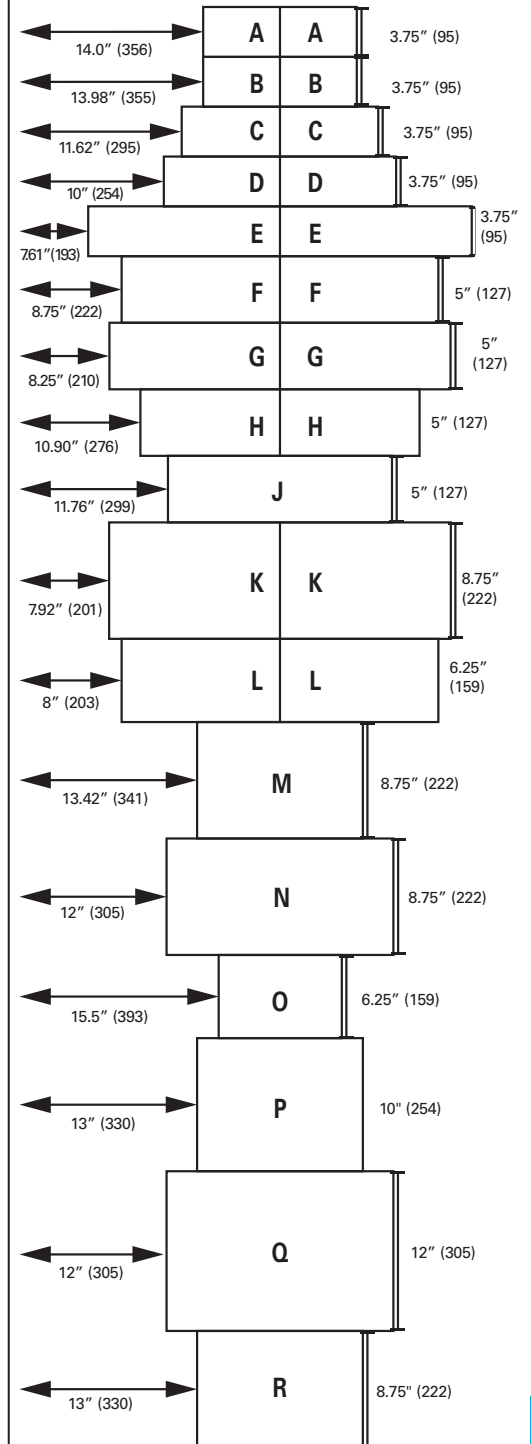 A A
3.75” (95)
14.0” (356)
B B
3.75” (95)
13.98” (355)
C C
3.75” (95)
11.62” (295)
D D
3.75” (95)
10” (254)
E E
3.75”
(95)
7.61”(193)
F F
5” (127)
8.75” (222)
G G
5”
(127)
8.25” (210)
H H
5” (127)
10.90” (276)
J
5” (127)
11.76” (299)
K K
8.75”
(222)
7.92” (201)
L L
6.25”
(159)
8” (203)
M
8.75” (222)
13.42” (341)
N
8.75” (222)
12” (305)
O
6.25” (159)
15.5” (393)
P
10" (254)
13” (330)
Q
12” (305)
12” (305)
R
8.75" (222)
13” (330)